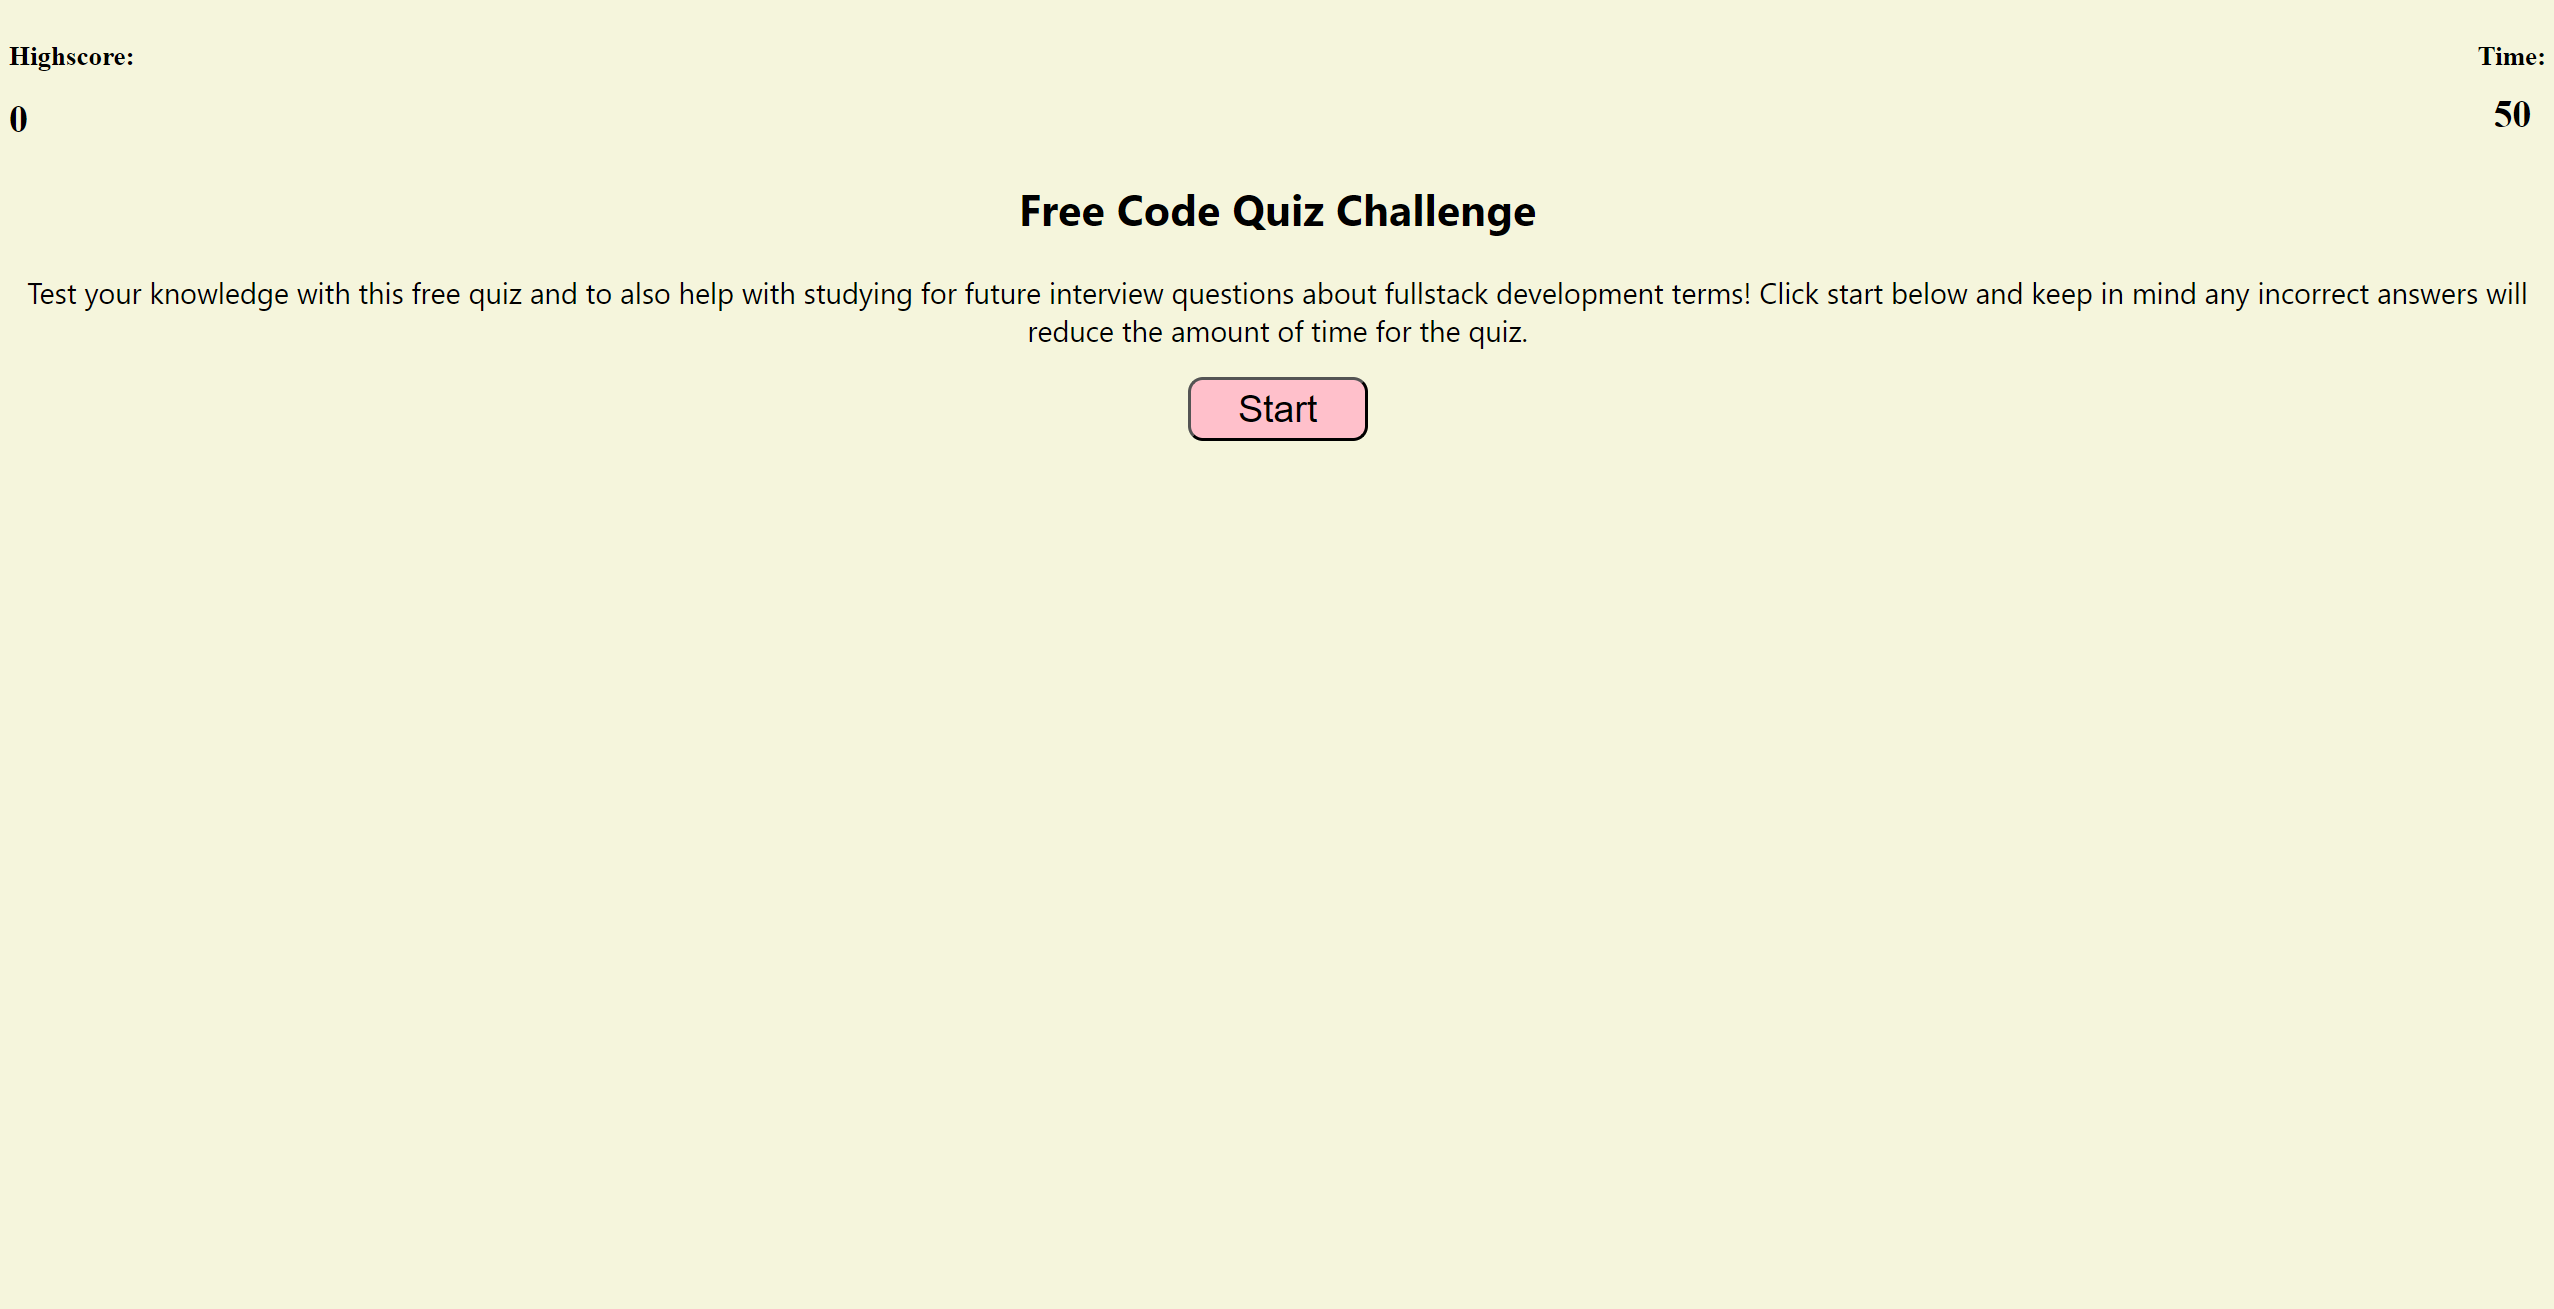 Highscore:
Time:
0
50
Free Code Quiz Challenge
Test your knowledge with this free quiz and to also help with studying for future interview questions about fullstack development terms! Click start below and keep in mind any incorrect answers will
reduce the amount of time for the quiz.
Start